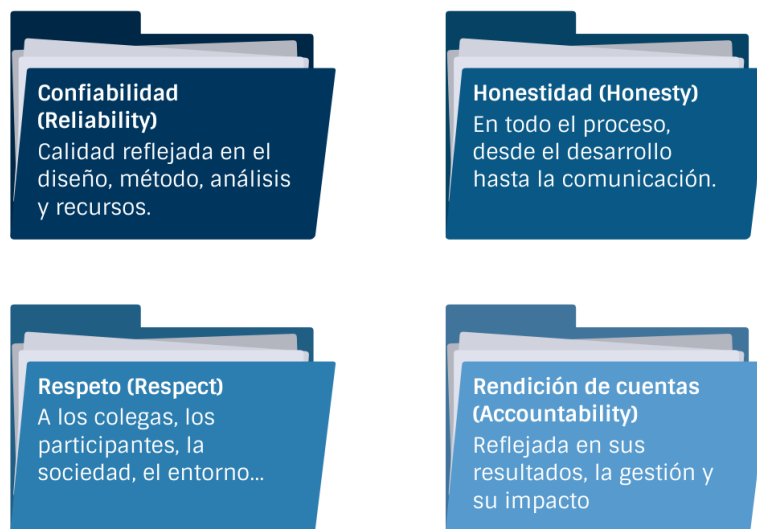 Confiabilidad
(Reliability)
Calidad reflejada en el
diseño, método, análisis
y recursos.
Honestidad (Honesty)
En todo el proceso,
desde el desarrollo
hasta la comunicación.
Respeto (Respect)
A los colegas, los
participantes, la
sociedad, el entorno...
Rendición de cuentas
(Accountability)
Reflejada en sus
resultados, la gestión y
su impacto